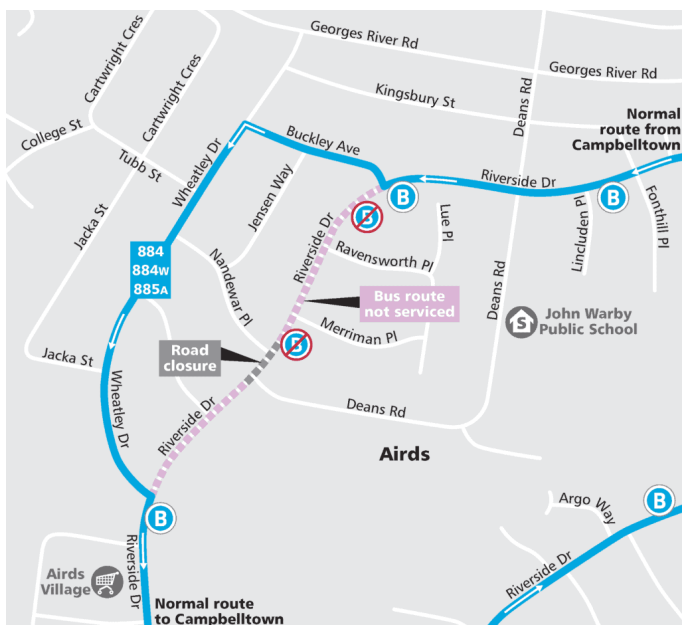 Georges River Rd
Georges River Rd
Cartwright Cres
Cartwright Cres
Kingsbury St
Deans Rd
Normal
route from
Campbelltown
College St
Tubb St
Wheatley Dr
Buckley Ave
Riverside Dr
B
B
Fonthill Pl
Lincluden Pl
Jensen Way
Jacka St
B
Lue Pl
Riverside Dr
Ravensworth Pl
884
884W
885A
Nandewar Pl
Deans Rd
Bus route
not serviced
S
John Warby
Public School
Merriman Pl
B
Road
closure
Jacka St
Wheatley Dr
Riverside Dr
Deans Rd
Airds
B
Argo Way
B
Riverside Dr
Riverside Dr
Airds
Village
Normal route
to Campbelltown